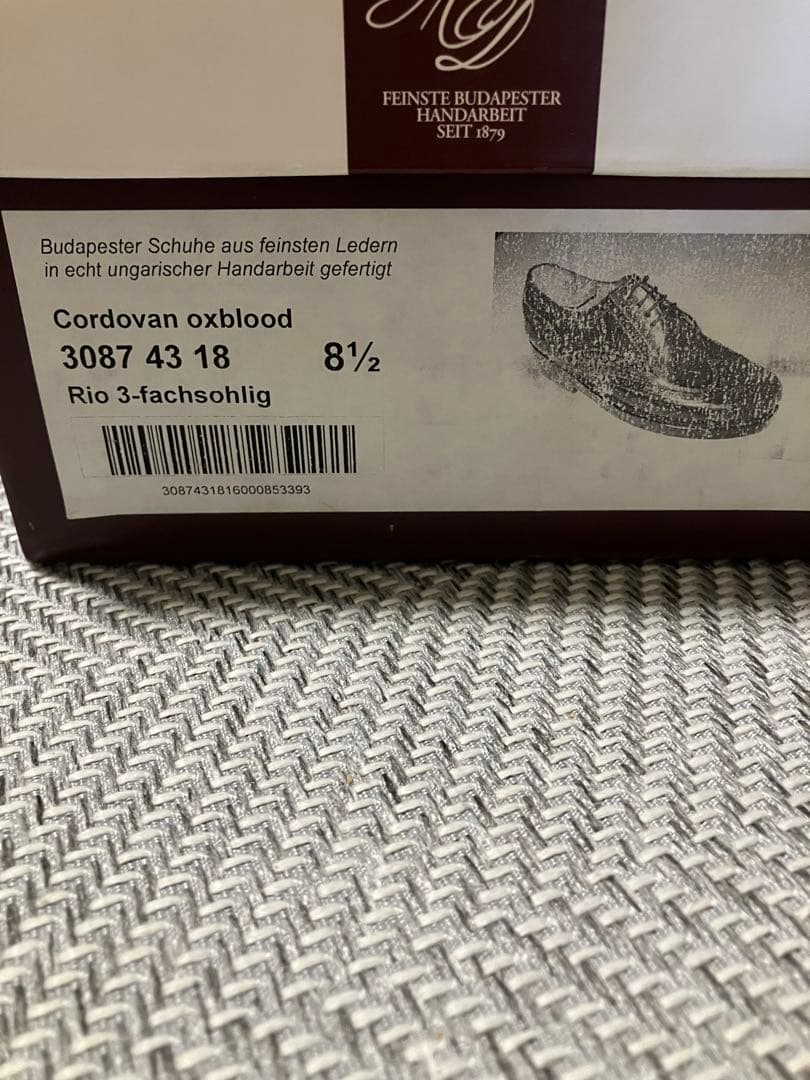 FEINSTE BUDAPESTER
HANDARBEIT
SEIT 1879
Budapester Schuhe aus feinsten Ledern
in echt ungarischer Handarbeit gefertigt
Cordovan oxblood
3087 43 18 8½
Rio 3-fachsohlig
3087431816000853393